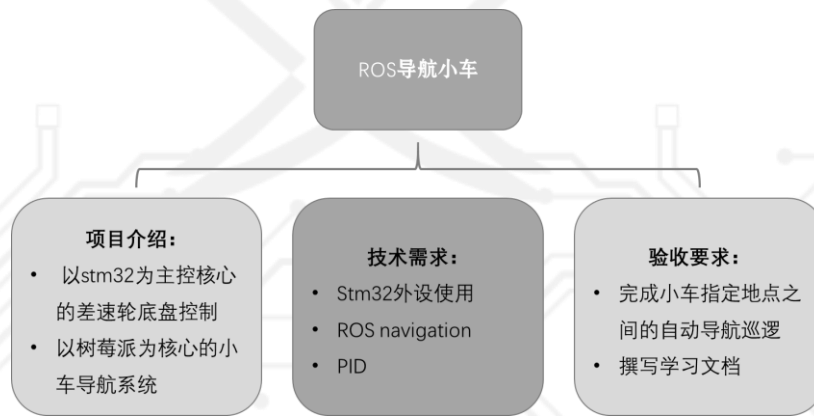 ROS导航小车
项目介绍：
• 以stm32为主控核心
的差速轮底盘控制
• 以树莓派为核心的小
车导航系统
技术需求：
• Stm32外设使用
• ROS navigation
• PID
验收要求：
• 完成小车指定地点之
间的自动导航巡逻
• 撰写学习文档